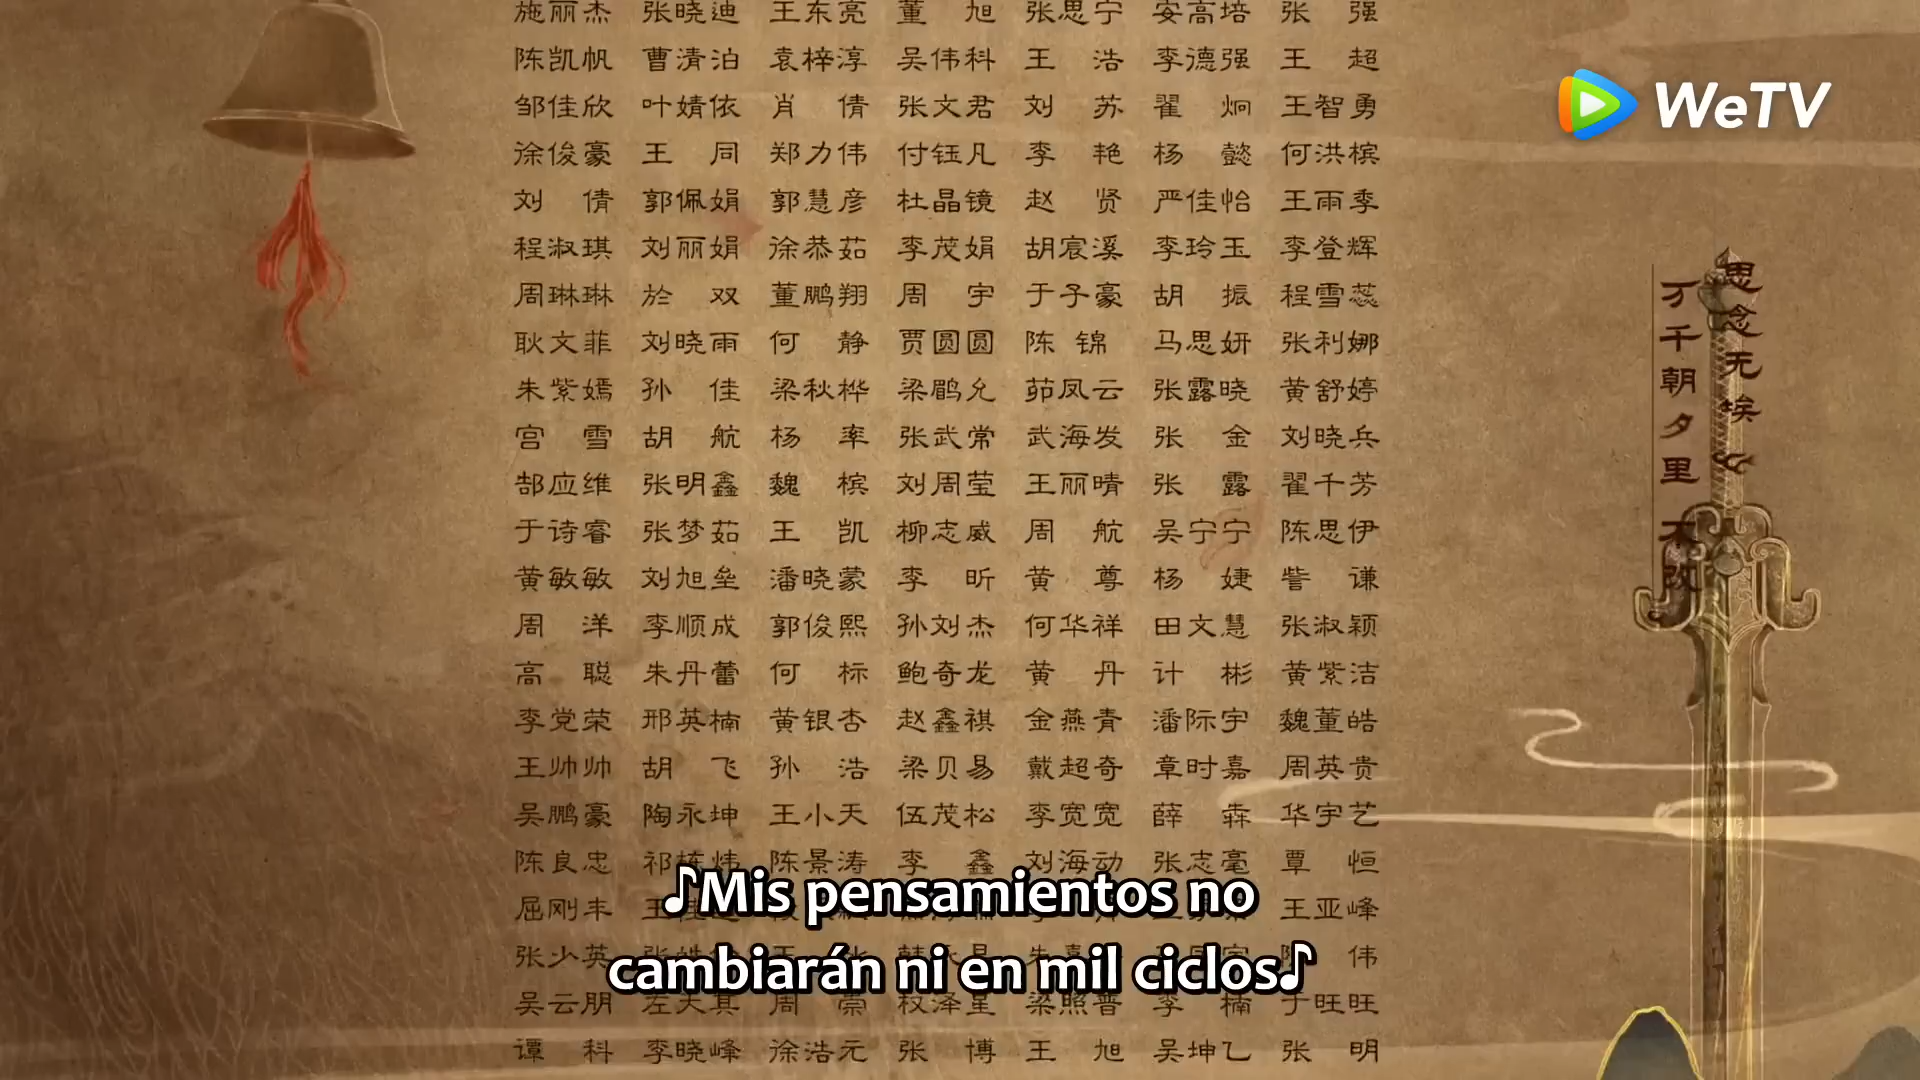 施丽杰 张晓迪 王东亮 董旭 张思宁 安高培 张强
陈凯帆 曹清泊 袁梓淳 吴伟科 王浩 李德强 王超
邹佳欣 叶婧依 肖倩 张文君 刘苏 翟炯 王智勇
徐俊豪 王同 郑力伟 付钰凡 李艳 杨懿 何洪槟
刘倩 郭佩娟 郭慧彦 杜晶镜 赵贤 严佳怡 王雨季
程淑琪 刘丽娟 徐恭茹 李茂娟 胡宸溪 李玲玉 李登辉
周琳琳 於双 董鹏翔 周宇 于子豪 胡振 程雪蕊
耿文菲 刘晓雨 何静 贾圆圆 陈锦 马思妍 张利娜
朱紫嫣 孙佳 梁秋桦 梁鹛允 茆凤云 张露晓 黄舒婷
宫雪 胡航 杨率 张武常 武海发 张金 刘晓兵
郜应维 张明鑫 魏槟 刘周莹 王丽晴 张露 翟千芳
于诗睿 张梦茹 王凯 柳志威 周航 吴宁宁 陈思伊
黄敏敏 刘旭垒 潘晓蒙 李昕 黄尊 杨婕 訾谦
周洋 李顺成 郭俊熙 孙刘杰 何华祥 田文慧 张淑颖
高聪 朱丹蕾 何标 鲍奇龙 黄丹 计彬 黄紫洁
李党荣 邢英楠 黄银杏 赵鑫祺 金燕青 潘际宇 魏董皓
王帅帅 胡飞 孙浩 梁贝易 戴超奇 章时嘉 周英贵
吴鹏豪 陶永坤 王小天 伍茂松 李宽宽 薛犇 华宇艺
陈良忠 祁栋炜 陈景涛 李鑫 刘海动 张志毫 覃恒
屈刚丰 王亚峰
张少英 伟
吴云朋 左天其 周崇 权泽星 梁照普 李楠 于旺旺
谭科 李晓峰 徐浩元 张博 王旭 吴坤乙 张明
WeTV
思念无埃 心
万千朝夕里 不改
♪Mis pensamientos no
cambiarán ni en mil ciclos♪